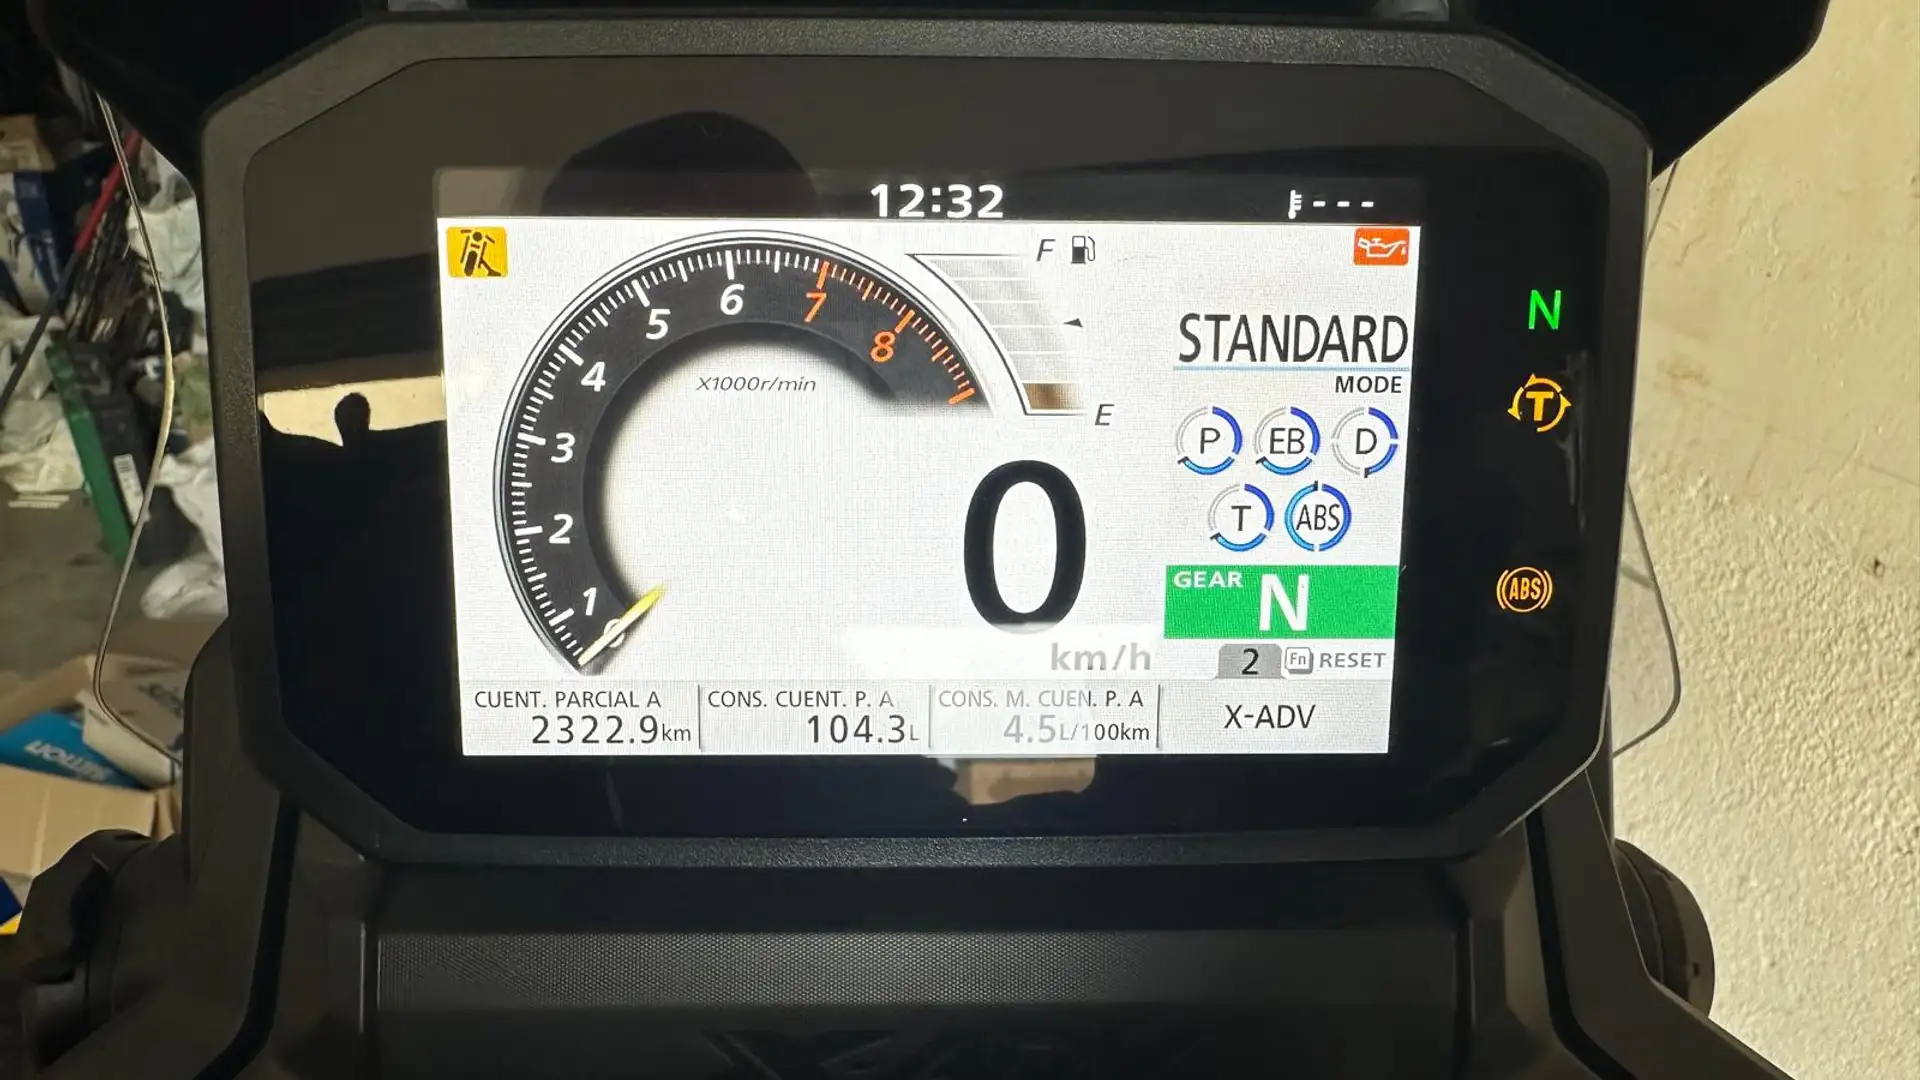 12:32
---
F
7
6
5
8
4
X1000r/min
3
2
1
0
E
STANDARD
MODE
P EB D
T ABS
N
T
ABS
0
km/h
GEAR N
2 Fn RESET
CUENT. PARCIAL A
2322.9km
CONS. CUENT. P. A
104.3L
CONS. M. CUEN. P. A
4.5L/100km
X-ADV